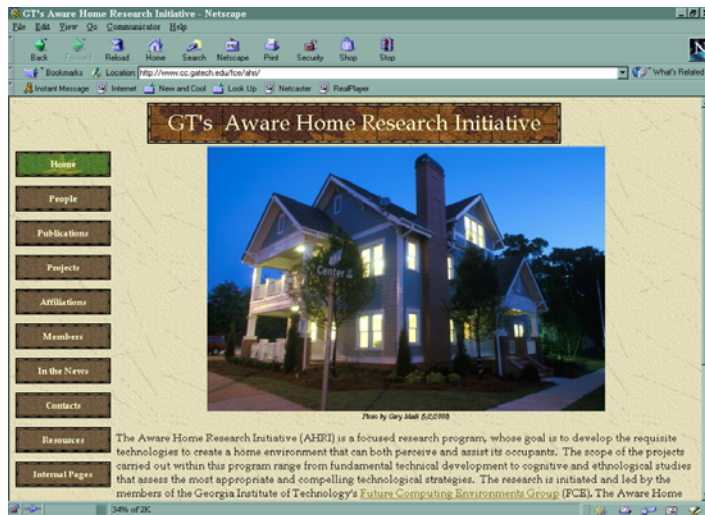 GT's Aware Home Research Initiative - Netscape
File Edit View Go Communicator Help
Back Forward Reload Home Search Netscape Print Security Shop Stop
Bookmarks Location: http://www.cc.gatech.edu/fce/ahri/ What's Related
Instant Message Internet New and Cool Look Up Netcaster RealPlayer
GT's Aware Home Research Initiative
Home
People
Publications
Projects
Affiliations
Members
In the News
Contacts
Resources
Internal Pages
Center
Photo by Gary Meek
The Aware Home Research Initiative (AHRI) is a focused research program, whose goal is to develop the requisite
technologies to create a home environment that can both perceive and assist its occupants. The scope of the projects
carried out within this program range from fundamental technical development to cognitive and ethnological studies
that assess the most appropriate and compelling technological strategies. The research is initiated and led by the
members of the Georgia Institute of Technology's Future Computing Environments Group (FCE). The Aware Home
34% of 2K